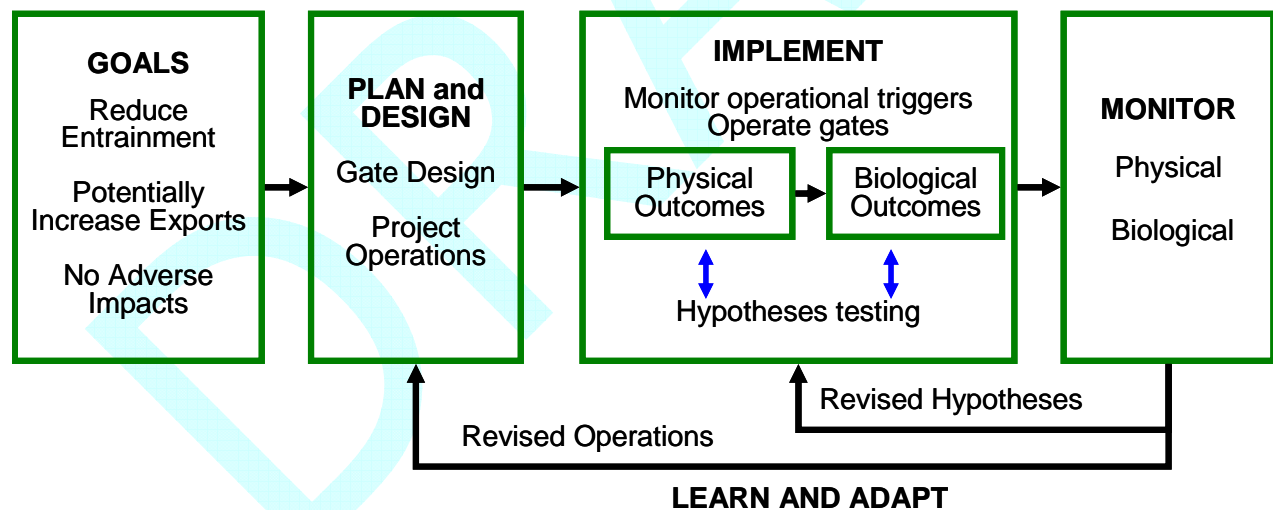 GOALS
Reduce
Entrainment
Potentially
Increase Exports
No Adverse
Impacts
PLAN and
DESIGN
Gate Design
Project
Operations
IMPLEMENT
Monitor operational triggers
Operate gates
Physical
Outcomes
Biological
Outcomes
Hypotheses testing
MONITOR
Physical
Biological
Revised Hypotheses
Revised Operations
LEARN AND ADAPT
DRA